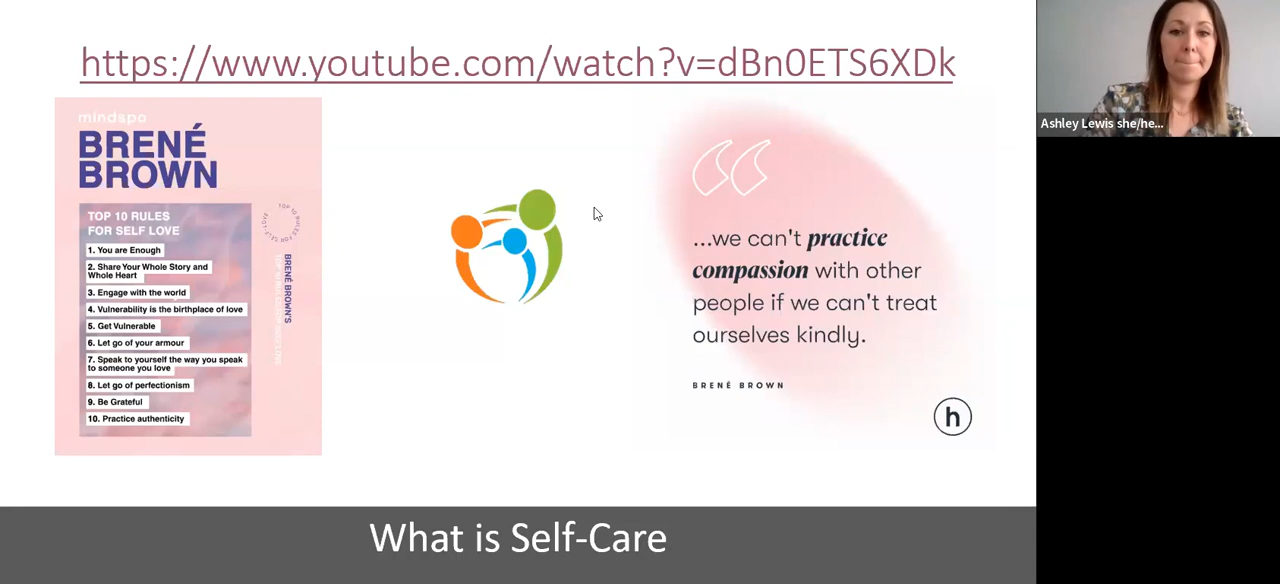 https://www.youtube.com/watch?v=dBn0ETS6XDk
mindspo
BRENÉ
BROWN
TOP 10 RULES
FOR SELF LOVE
1. You are Enough
2. Share Your Whole Story and
Whole Heart
3. Engage with the world
4. Vulnerability is the birthplace of love
5. Get Vulnerable
6. Let go of your armour
7. Speak to yourself the way you speak
to someone you love
8. Let go of perfectionism
9. Be Grateful
10. Practice authenticity
BRENÉ BROWN'S
...we can't practice
compassion with other
people if we can't treat
ourselves kindly.
BRENÉ BROWN
h
What is Self-Care
Ashley Lewis she/he...